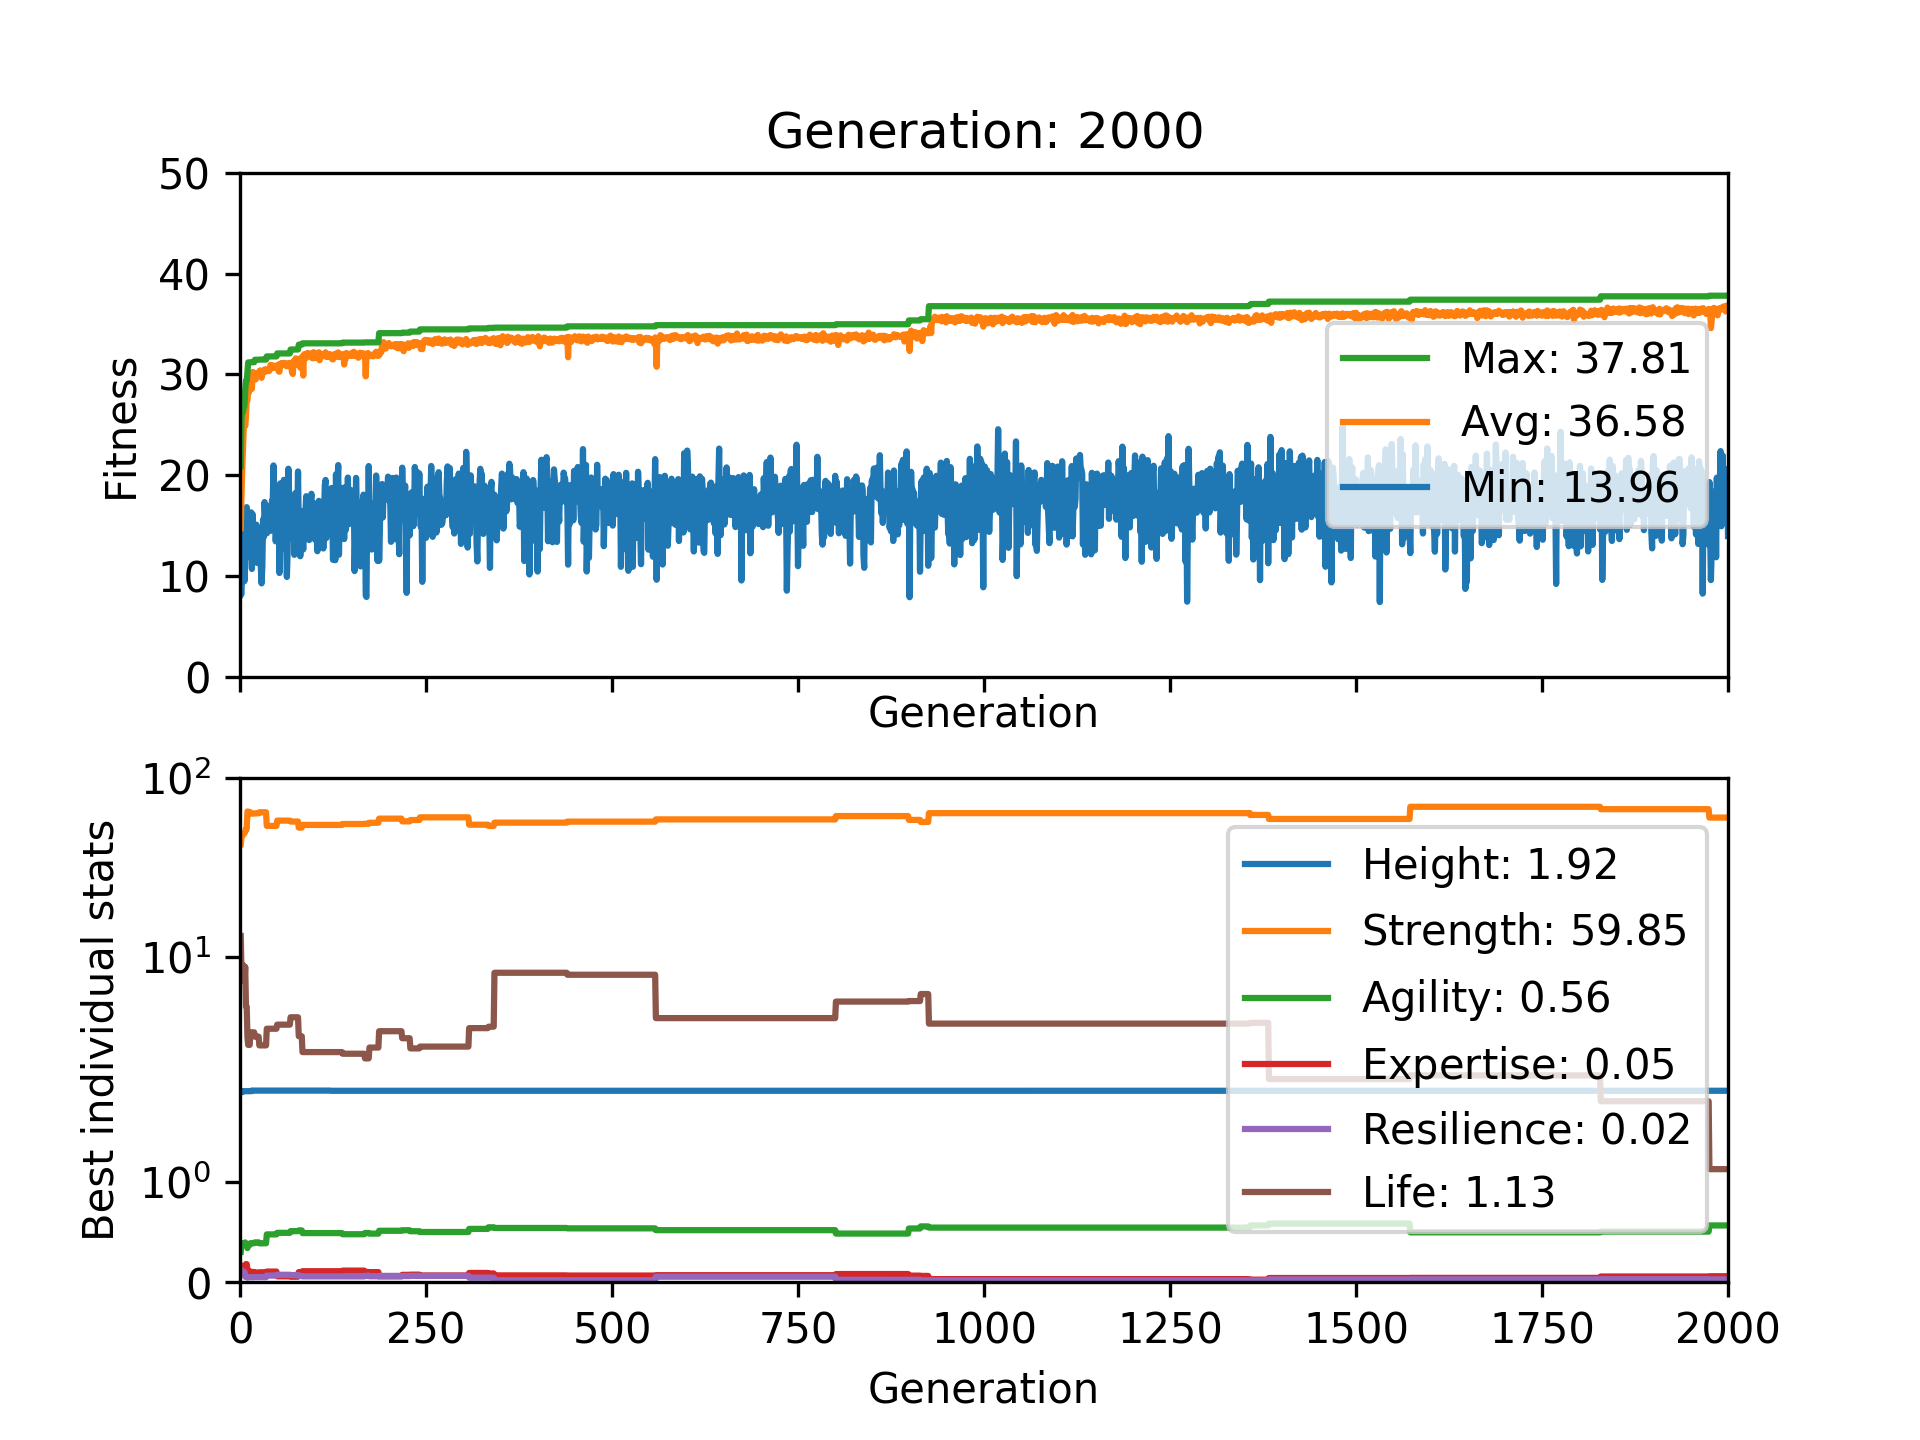 Generation: 2000
50
40
30
20
10
0
Fitness
Max: 37.81
Avg: 36.58
Min: 13.96
Generation
10²
10¹
10⁰
0
Best individual stats
Height: 1.92
Strength: 59.85
Agility: 0.56
Expertise: 0.05
Resilience: 0.02
Life: 1.13
0 250 500 750 1000 1250 1500 1750 2000
Generation